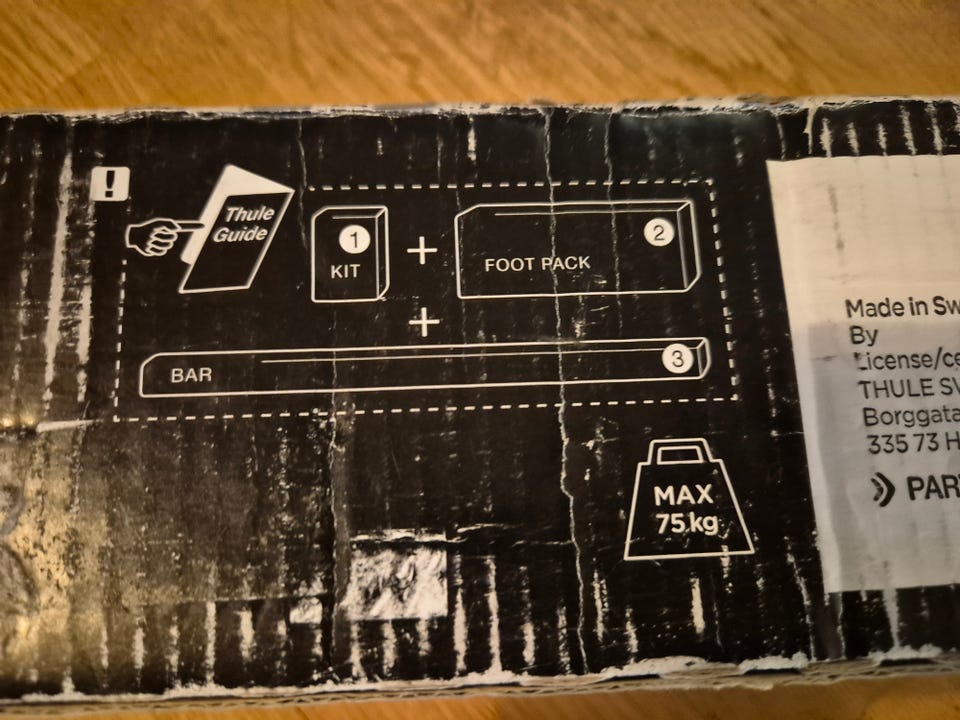 !
Thule
Guide
1
KIT
+
2
FOOT PACK
+
BAR
3
MAX
75 kg
Made in Sw
By
License/ce
THULE SV
Borggata
335 73 H
PAR